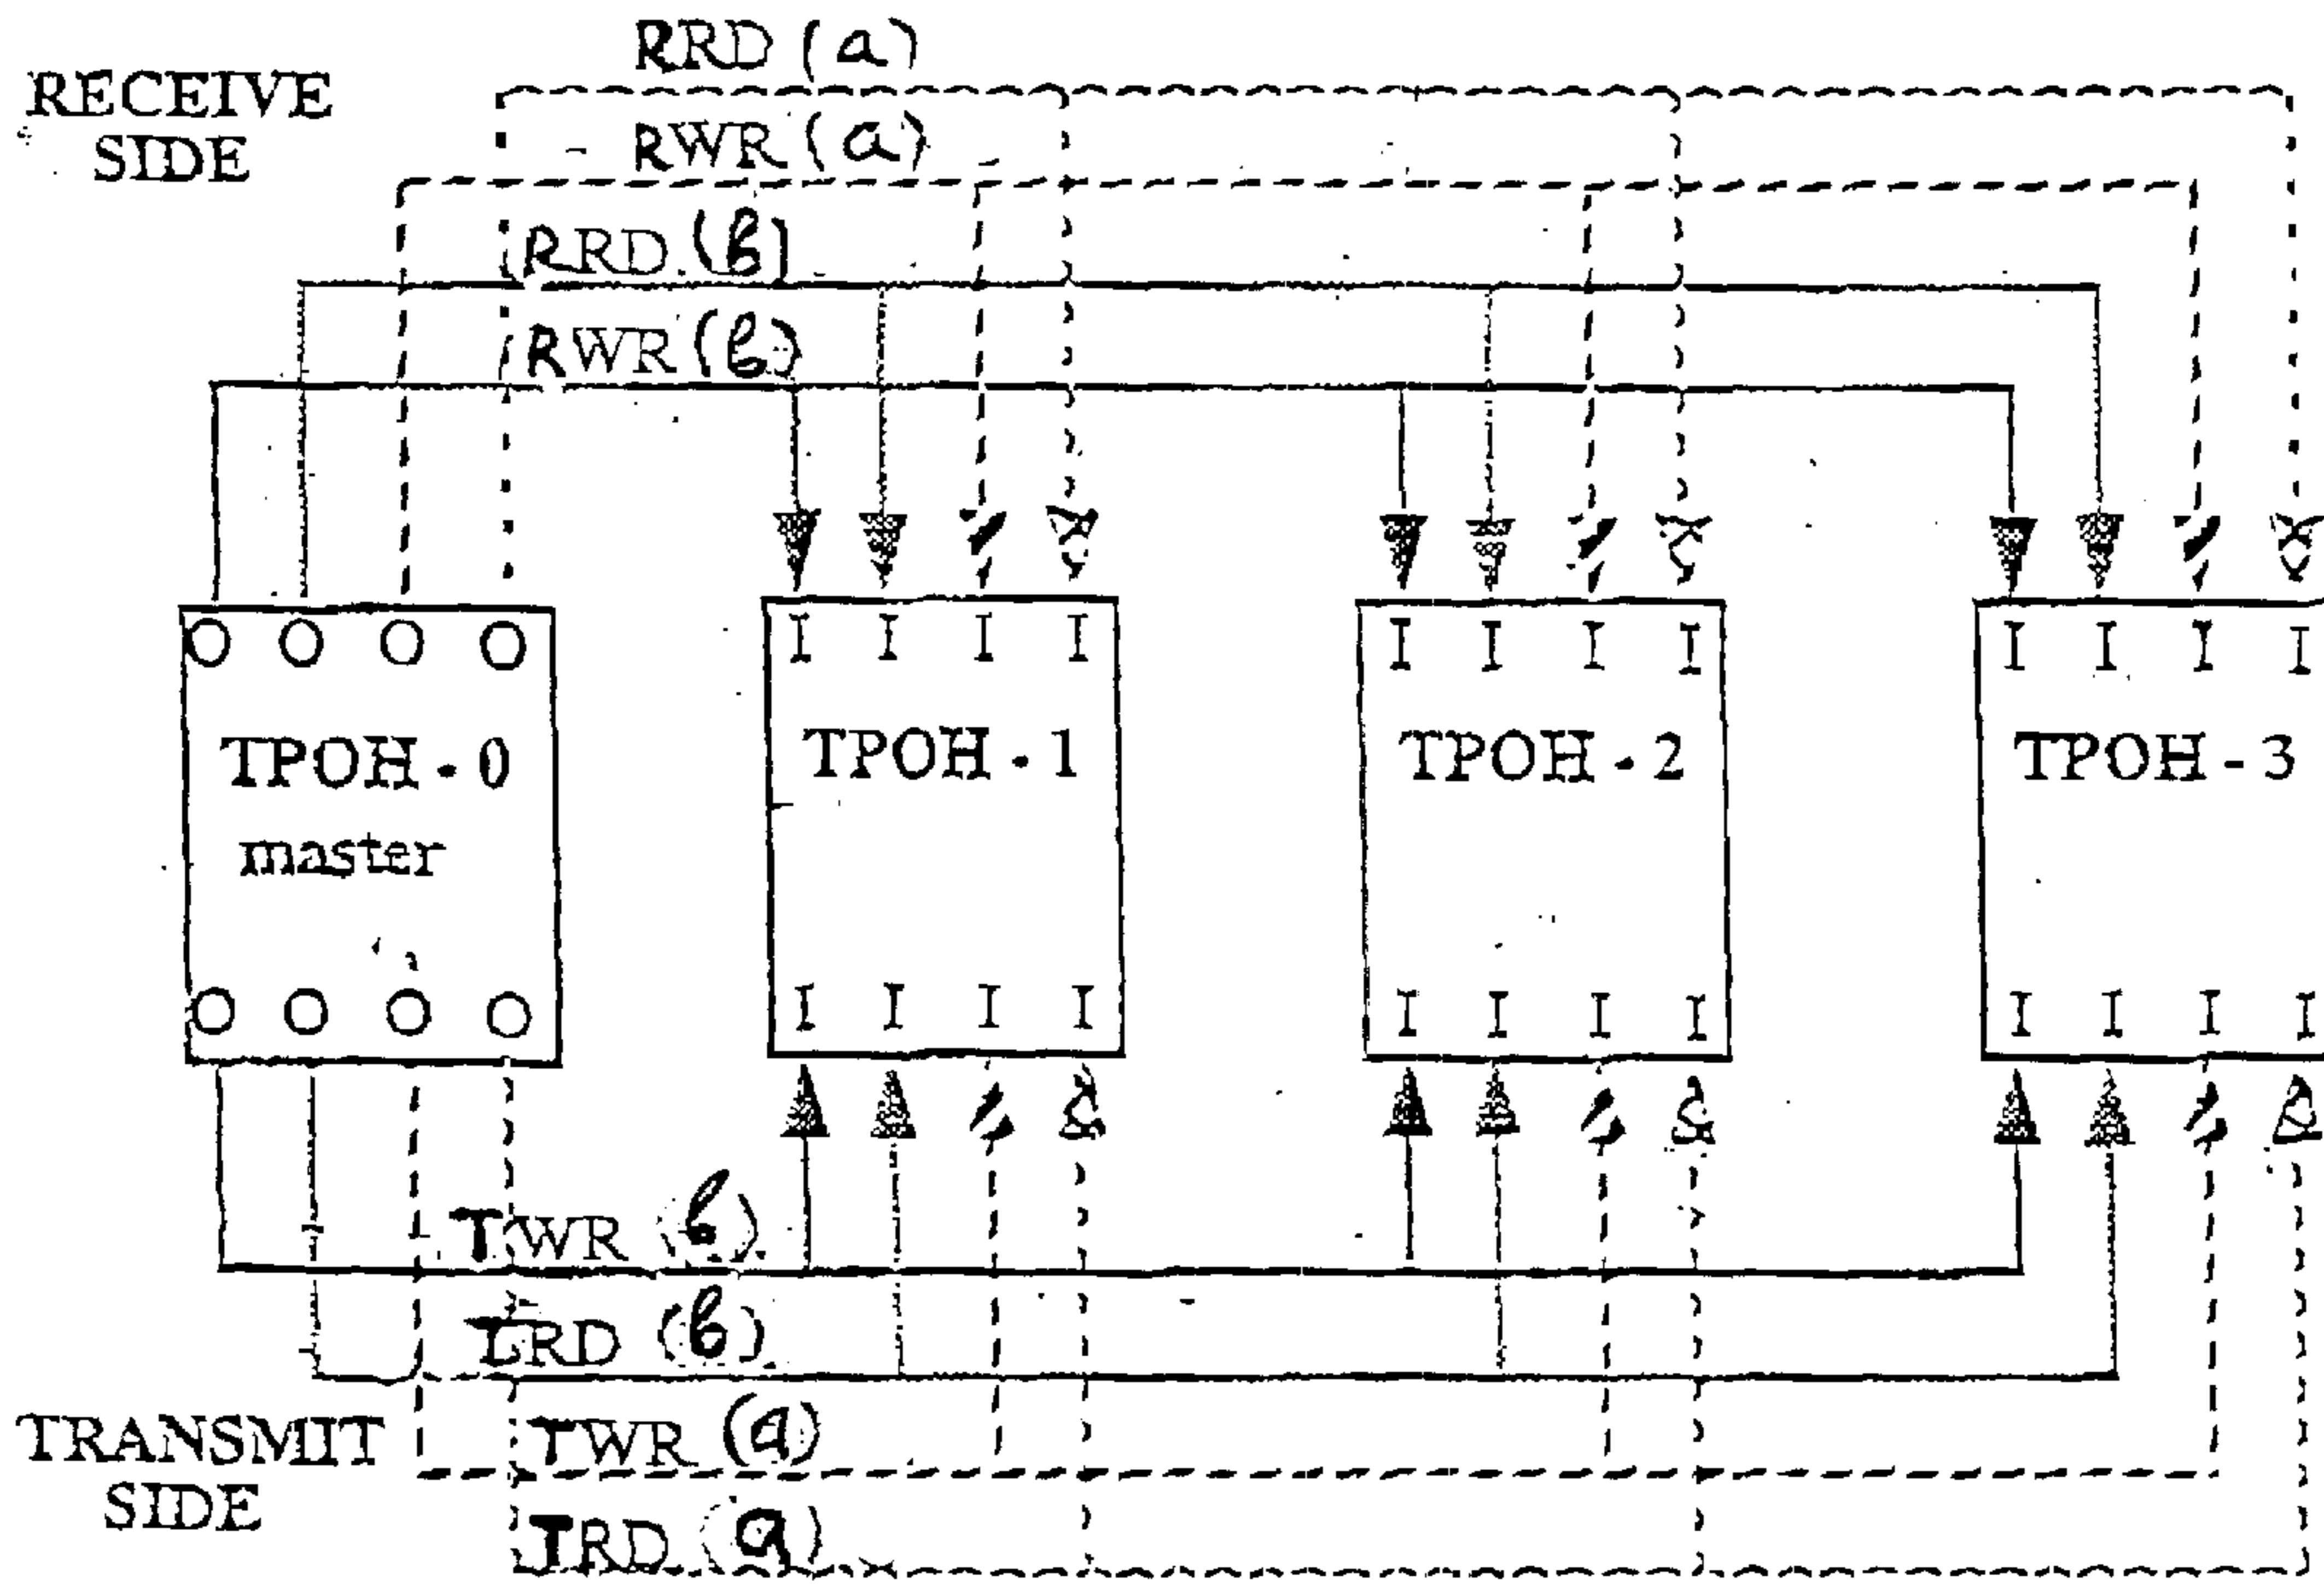 RRD (a)
RECEIVE
SIDE
RWR (a)
RRD (b)
RWR (b)
O O O O
I I I I
I I I I
I I I I
TPOH - 0
master
TPOH - 1
TPOH - 2
TPOH - 3
O O O O
I I I I
I I I I
I I I I
TWR (b)
TRD (b)
TRANSMIT
SIDE
TWR (a)
TRD (a)